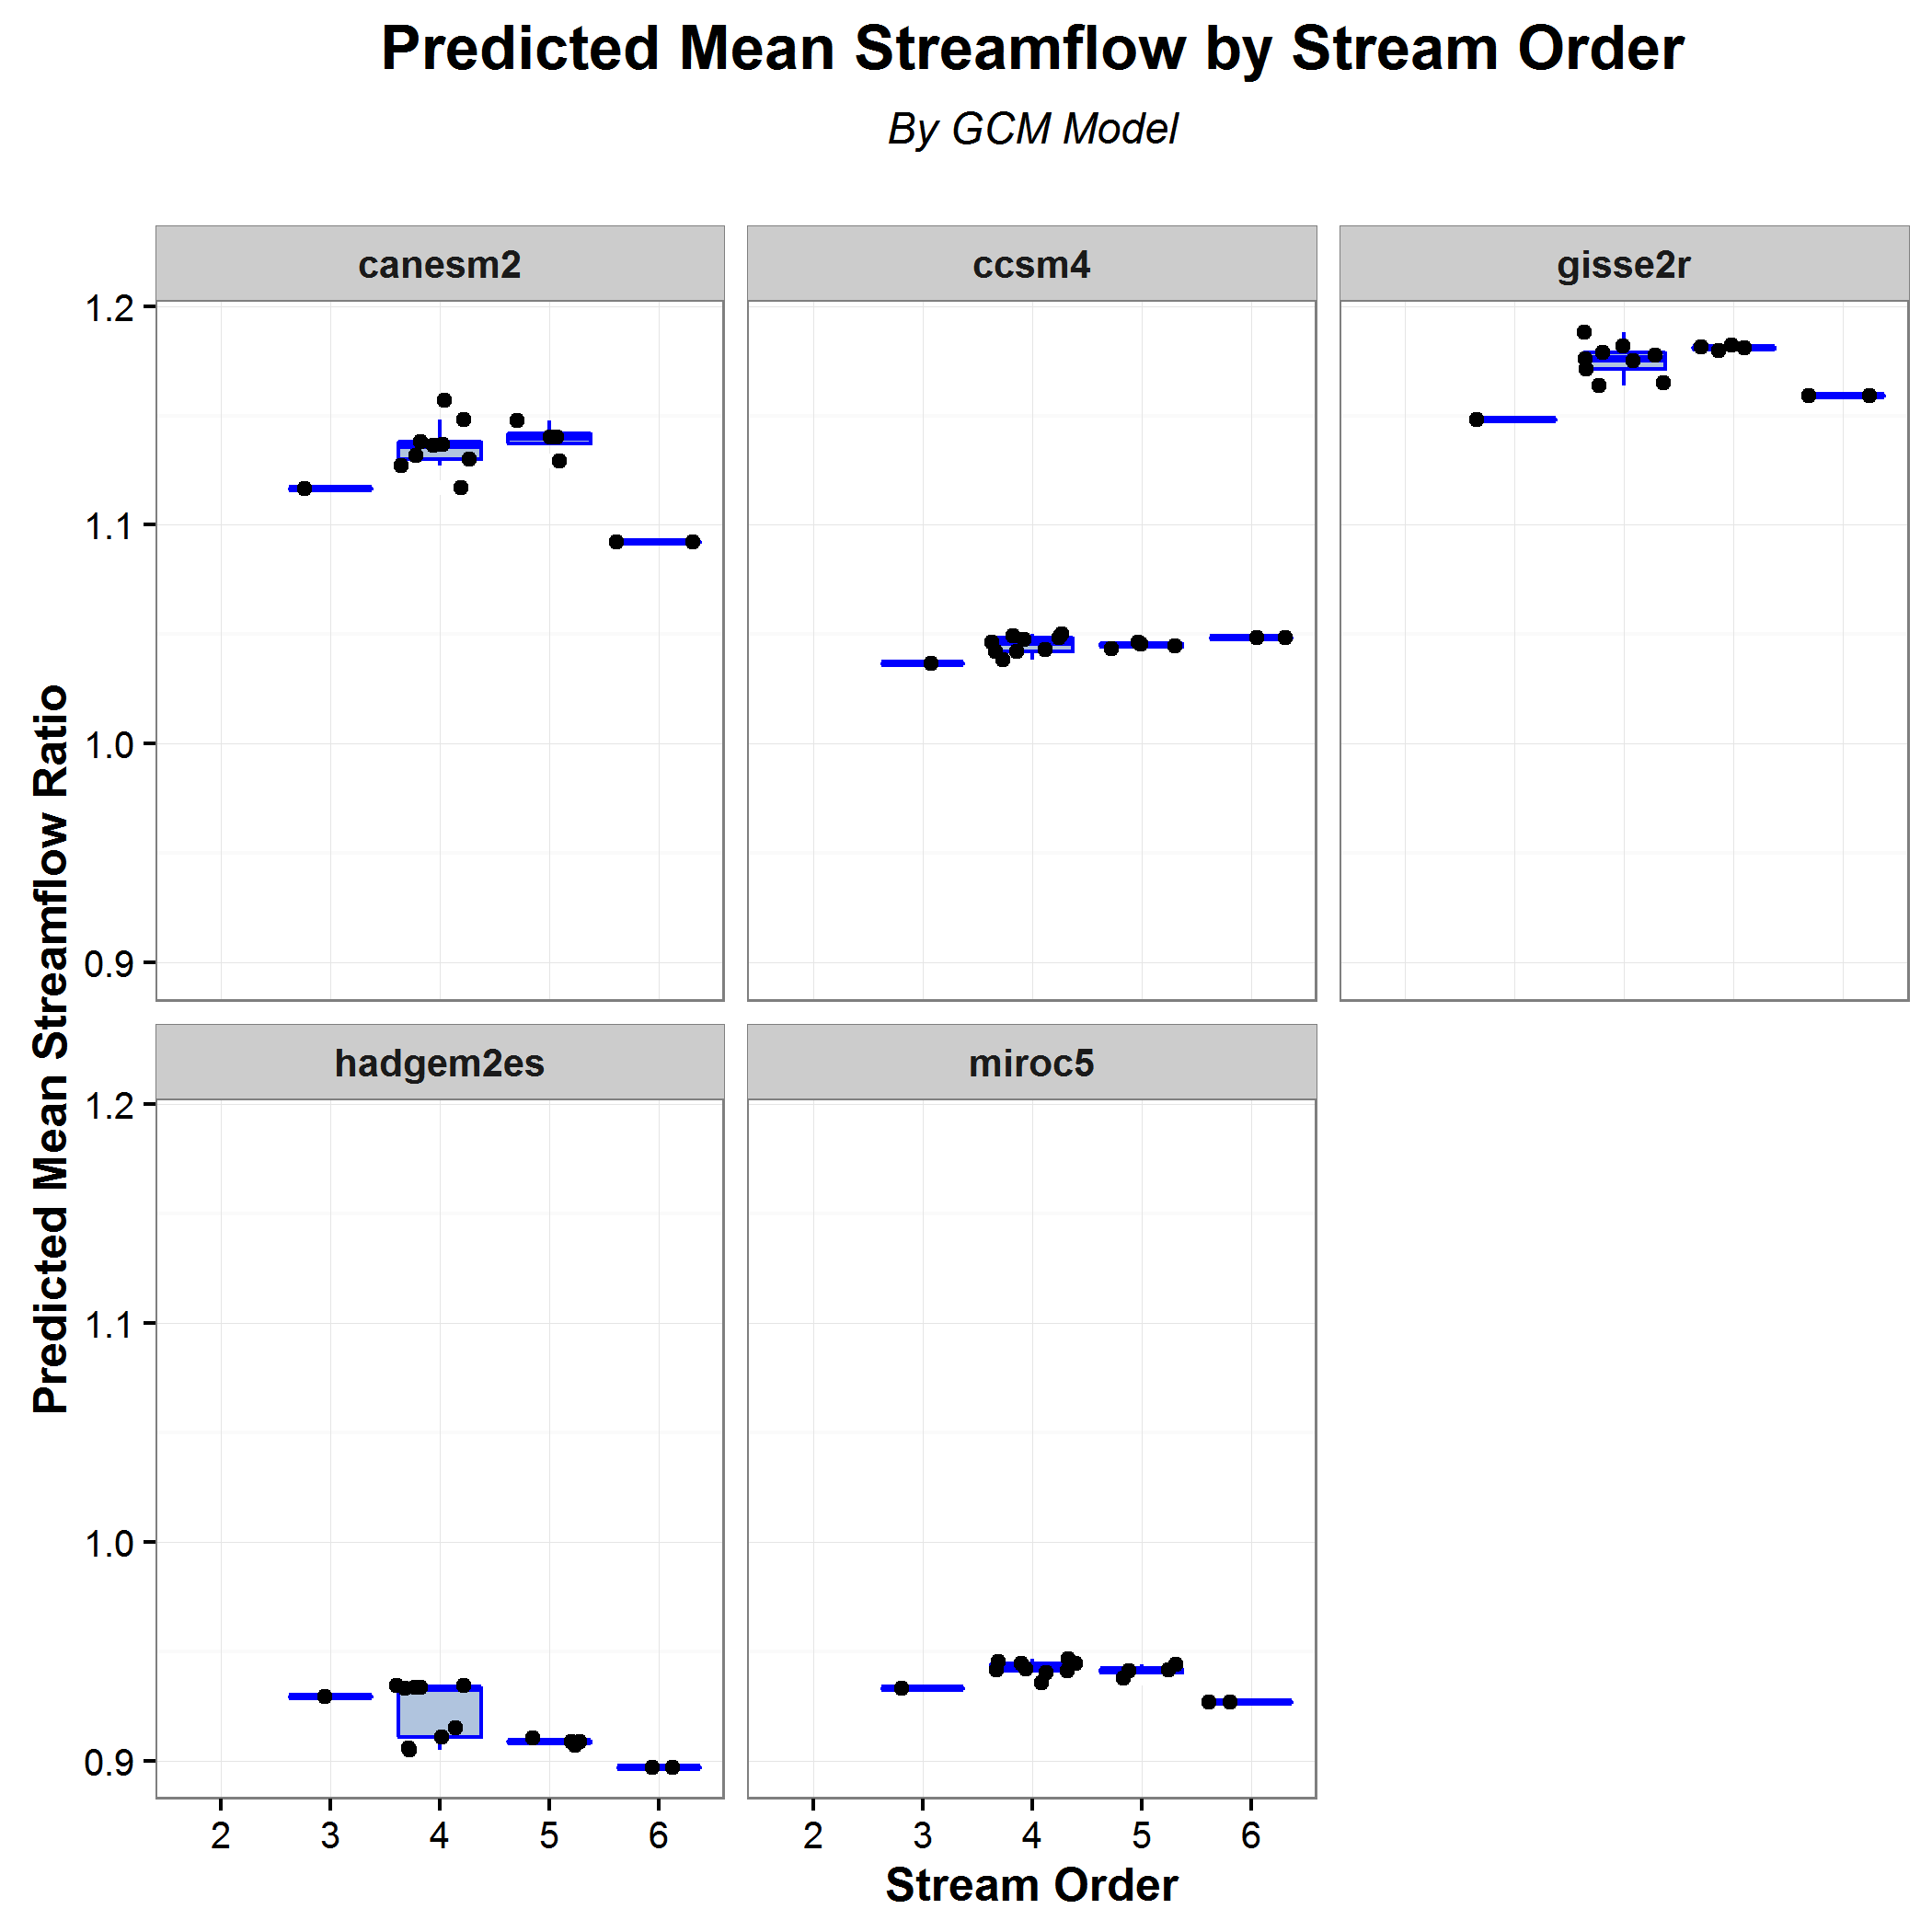 Predicted Mean Streamflow by Stream Order
By GCM Model
canesm2
ccsm4
gisse2r
1.2
1.1
1.0
0.9
Predicted Mean Streamflow Ratio
hadgem2es
miroc5
1.2
1.1
1.0
0.9
2 3 4 5 6
2 3 4 5 6
Stream Order